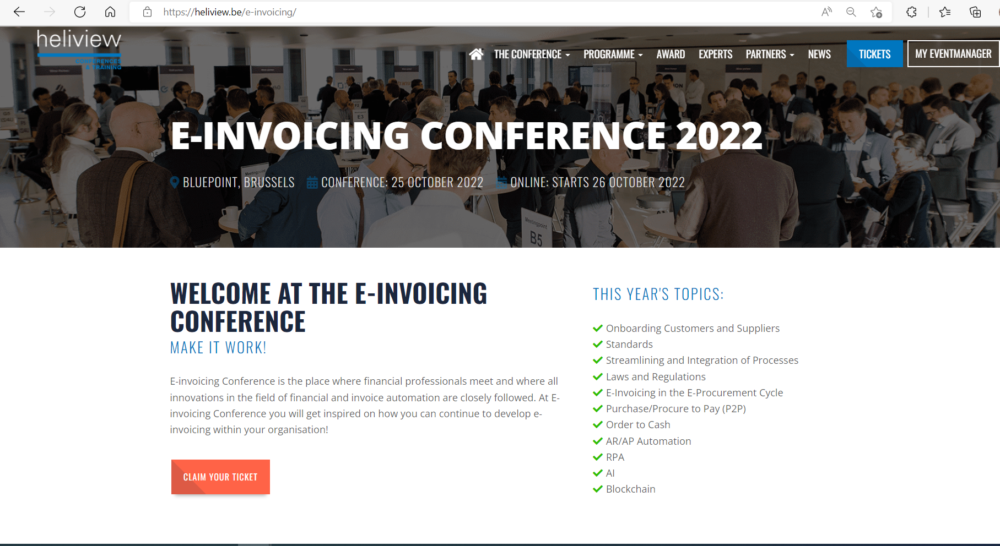 https://heliview.be/e-invoicing/
heliview
CONFERENCES
& TRAINING
THE CONFERENCE
PROGRAMME
AWARD
EXPERTS
PARTNERS
NEWS
TICKETS
MY EVENTMANAGER
E3
F2
E-INVOICING CONFERENCE 2022
BLUEPOINT, BRUSSELS
CONFERENCE: 25 OCTOBER 2022
ONLINE: STARTS 26 OCTOBER 2022
Meetingpoint
B5
WELCOME AT THE E-INVOICING
CONFERENCE
MAKE IT WORK!
E-invoicing Conference is the place where financial professionals meet and where all
innovations in the field of financial and invoice automation are closely followed. At E-
invoicing Conference you will get inspired on how you can continue to develop e-
invoicing within your organisation!
CLAIM YOUR TICKET
THIS YEAR'S TOPICS:
Onboarding Customers and Suppliers
Standards
Streamlining and Integration of Processes
Laws and Regulations
E-Invoicing in the E-Procurement Cycle
Purchase/Procure to Pay (P2P)
Order to Cash
AR/AP Automation
RPA
AI
Blockchain